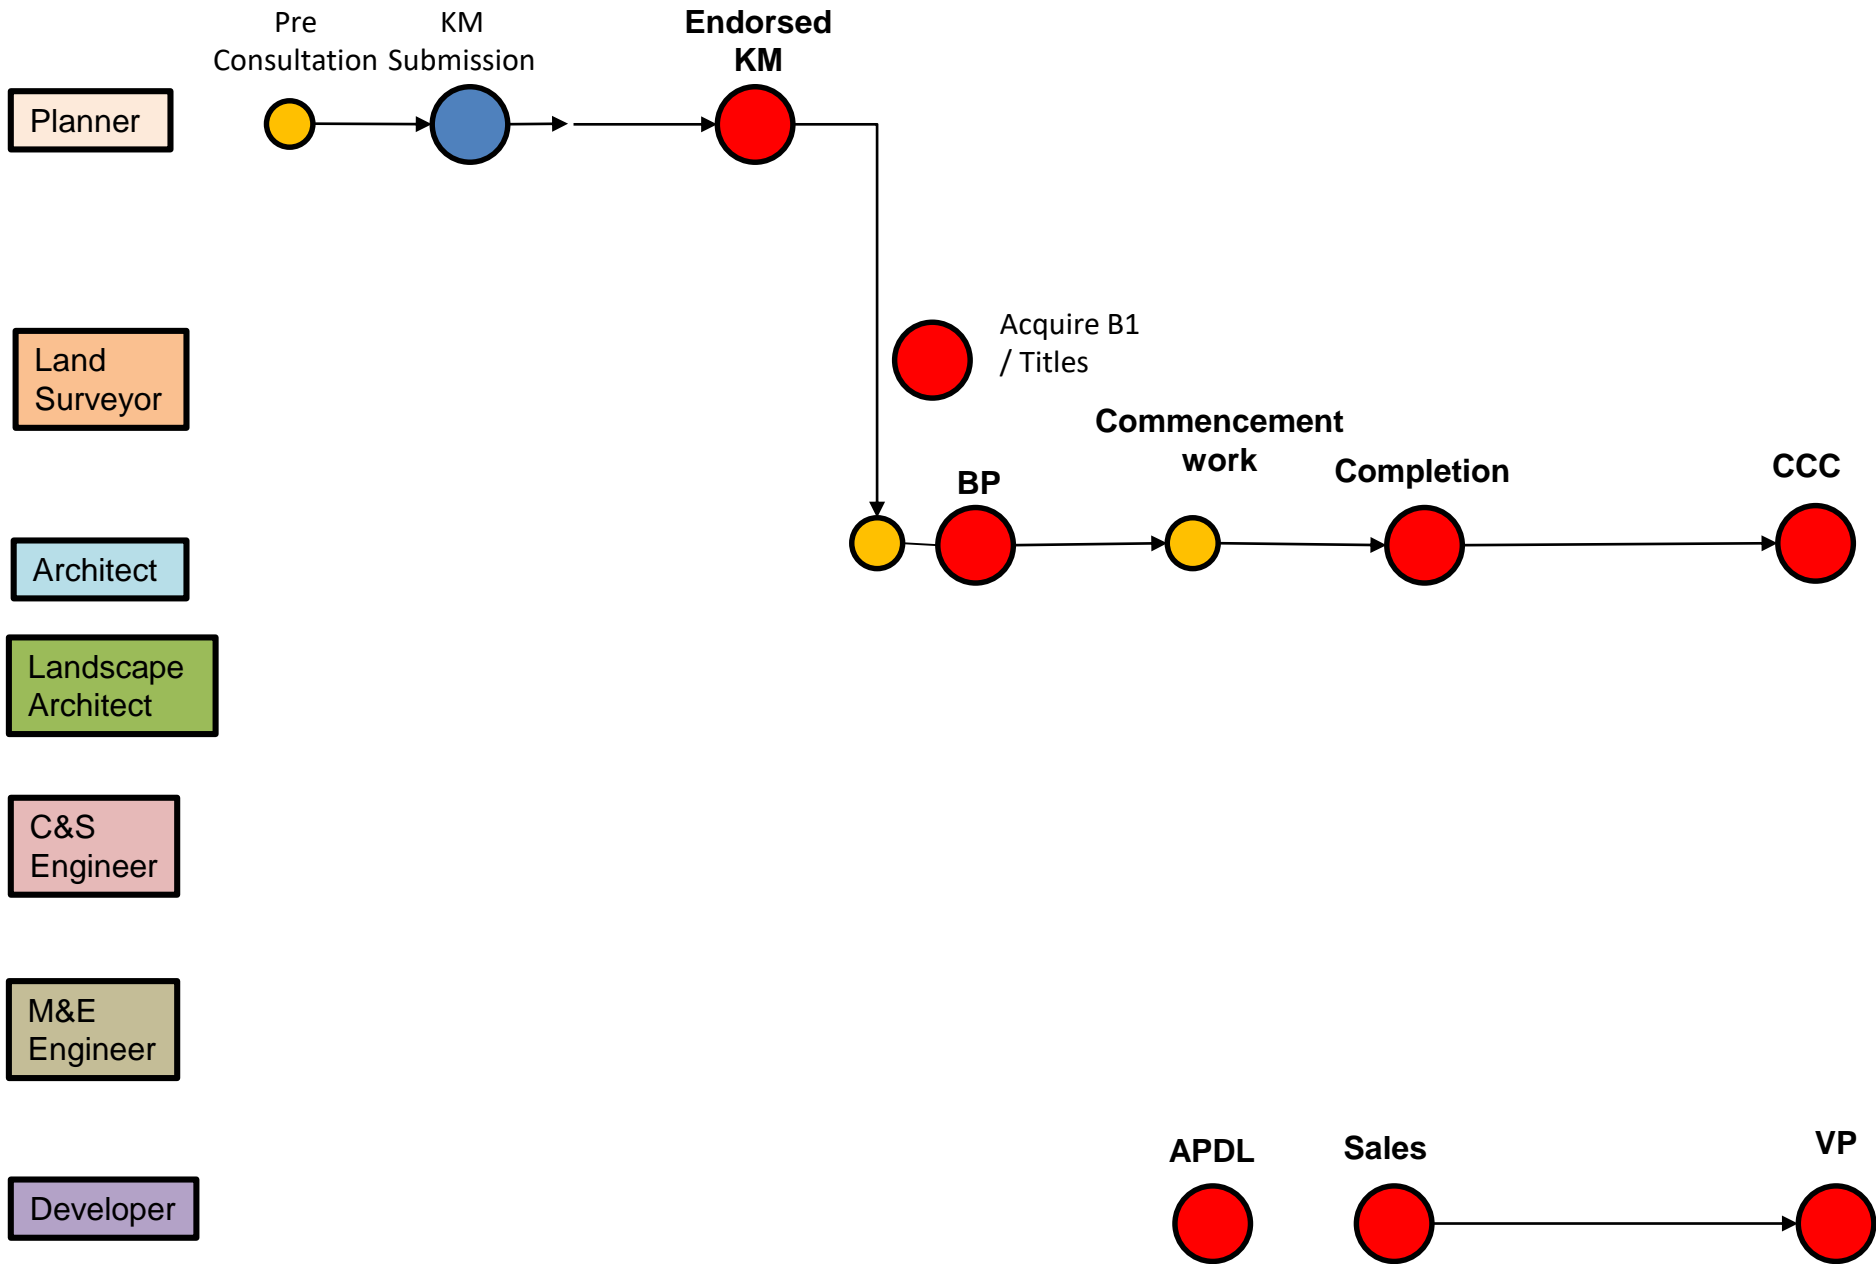 Pre
Consultation
KM
Submission
Endorsed
KM
Planner
Land
Surveyor
Acquire B1
/ Titles
Commencement
work
BP
Completion
CCC
Architect
Landscape
Architect
C&S
Engineer
M&E
Engineer
APDL
Sales
VP
Developer